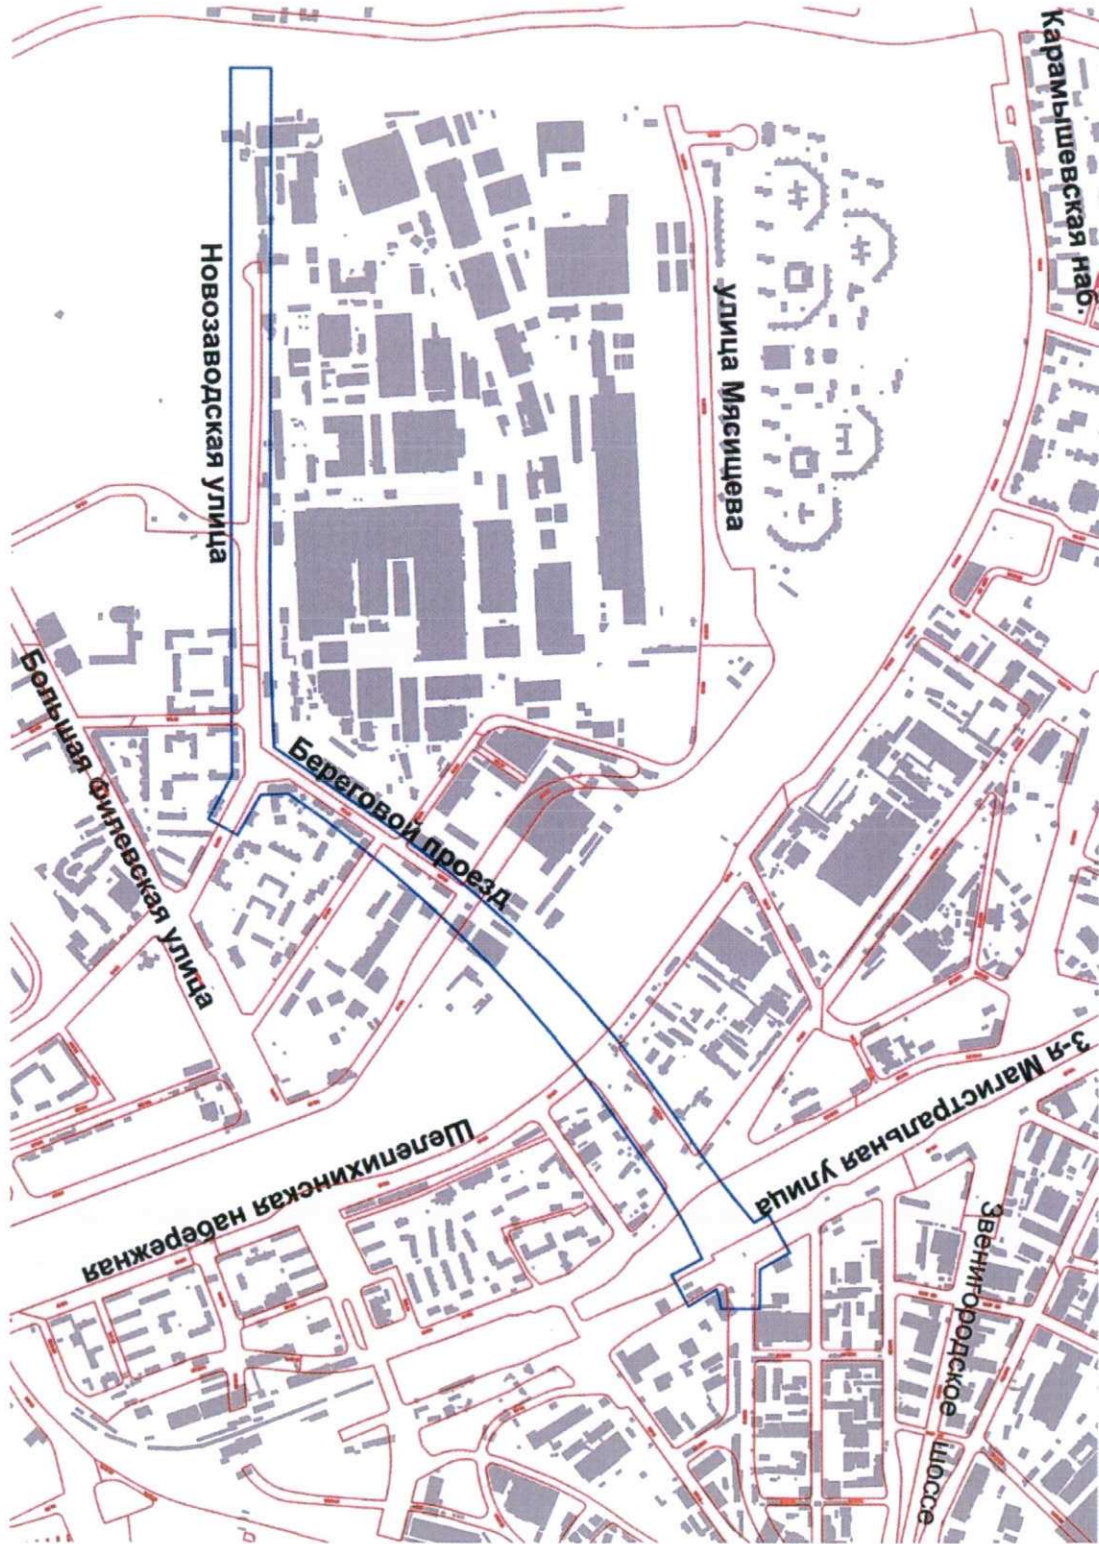 Карамышевская наб.
Новозаводская улица
улица Мясищева
Береговой проезд
Большая Филевская улица
3-я Магистральная улица
Шелепихинская набережная
Звенигородское шоссе